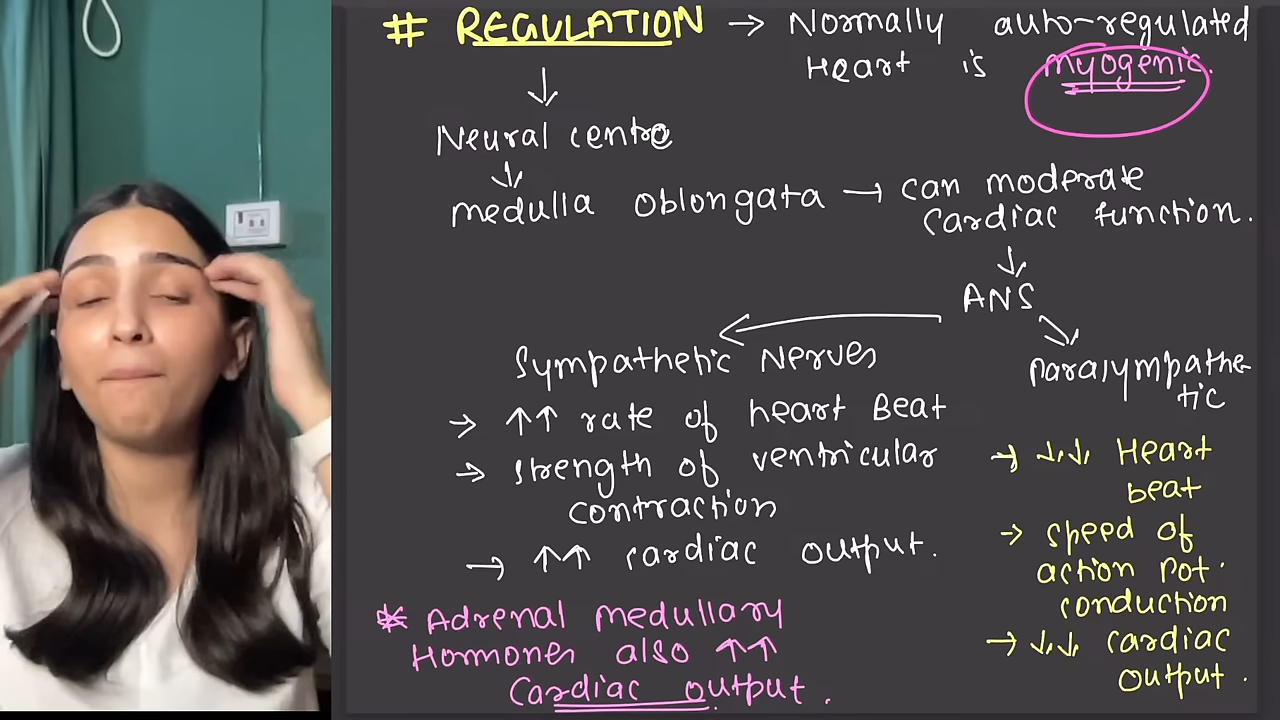 # REGULATION → Normally auto-regulated
Heart is myogenic.
↓
Neural centre
↓
medulla oblongata → can moderate
cardiac function.
↓
ANS
Sympathetic Nerves
→ ↑↑ rate of heart Beat
→ strength of ventricular
contraction
→ ↑↑ cardiac output.
Parasympathe-
tic
→ ↓↓ Heart
beat
→ speed of
action Pot.
conduction
→ ↓↓ cardiac
output.
* Adrenal medullary
Hormones also ↑↑
Cardiac output.